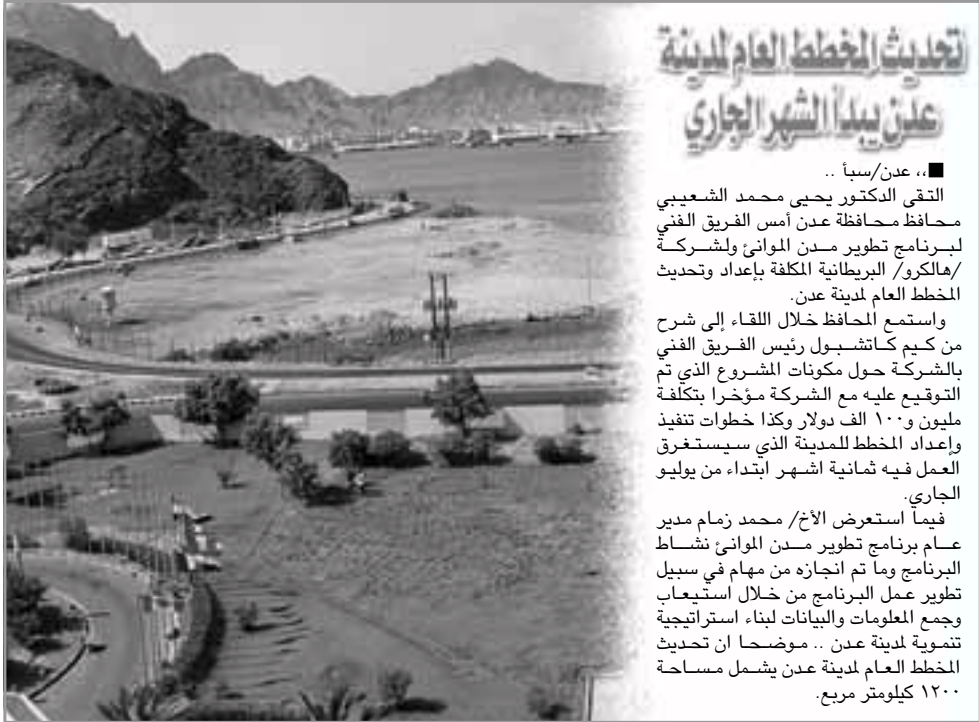 تحديث المخطط العام لمدينة
عدن يبدأ الشهر الجاري
■،، عدن/سبأ ..
التقى الدكتور يحيى محمد الشعيبي
محافظ محافظة عدن أمس الفريق الفني
لبرنامج تطوير مدن الموانئ ولشركة
/هالكرو/ البريطانية المكلفة بإعداد وتحديث
المخطط العام لمدينة عدن.
واستمع المحافظ خلال اللقاء إلى شرح
من كيم كاتشبول رئيس الفريق الفني
بالشركة حول مكونات المشروع الذي تم
التوقيع عليه مع الشركة مؤخرا بتكلفة
مليون و١٠٠ الف دولار وكذا خطوات تنفيذ
وإعداد المخطط للمدينة الذي سيستغرق
العمل فيه ثمانية اشهر ابتداء من يوليو
الجاري.
فيما استعرض الأخ/ محمد زمام مدير
عام برنامج تطوير مدن الموانئ نشاط
البرنامج وما تم انجازه من مهام في سبيل
تطوير عمل البرنامج من خلال استيعاب
وجمع المعلومات والبيانات لبناء استراتيجية
تنموية لمدينة عدن .. موضحا ان تحديث
المخطط العام لمدينة عدن يشمل مساحة
١٢٠٠ كيلومتر مربع.